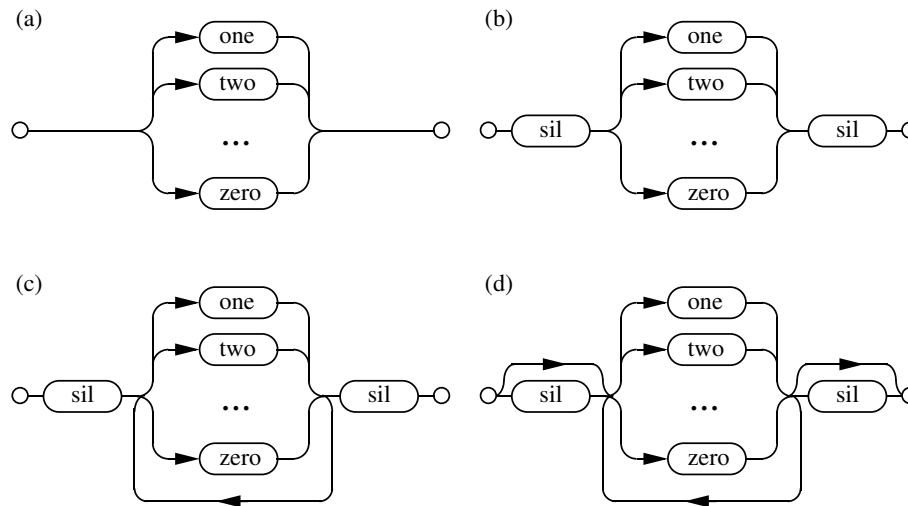 (a)
one
two
...
zero
(b)
one
two
sil ... sil
zero
(c)
one
two
sil ... sil
zero
(d)
one
two
sil ... sil
zero